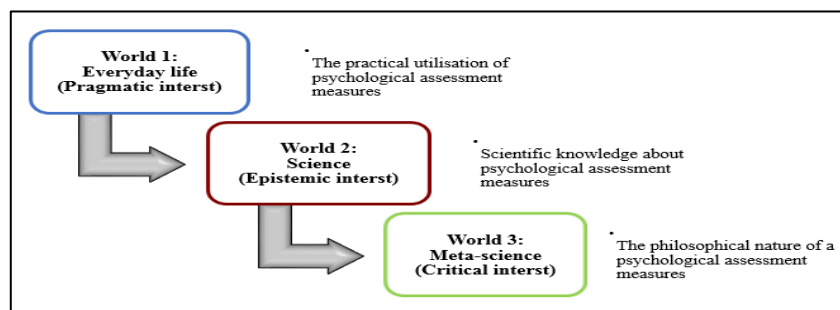 World 1:
Everyday life
(Pragmatic interst)
The practical utilisation of
psychological assessment
measures
World 2:
Science
(Epistemic interst)
Scientific knowledge about
psychological assessment
measures
World 3:
Meta-science
(Critical interst)
The philosophical nature of a
psychological assessment
measures